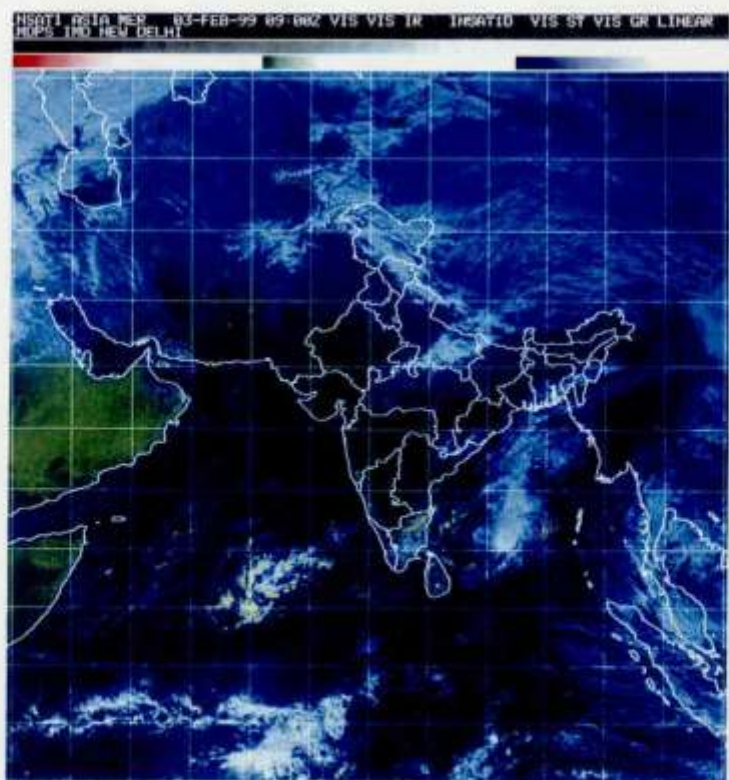 NSAT1 ASIA MER 03-FEB-99 09:00Z VIS VIS IR INSAT1D VIS ST VIS GR LINEAR
MDPS IMD NEW DELHI